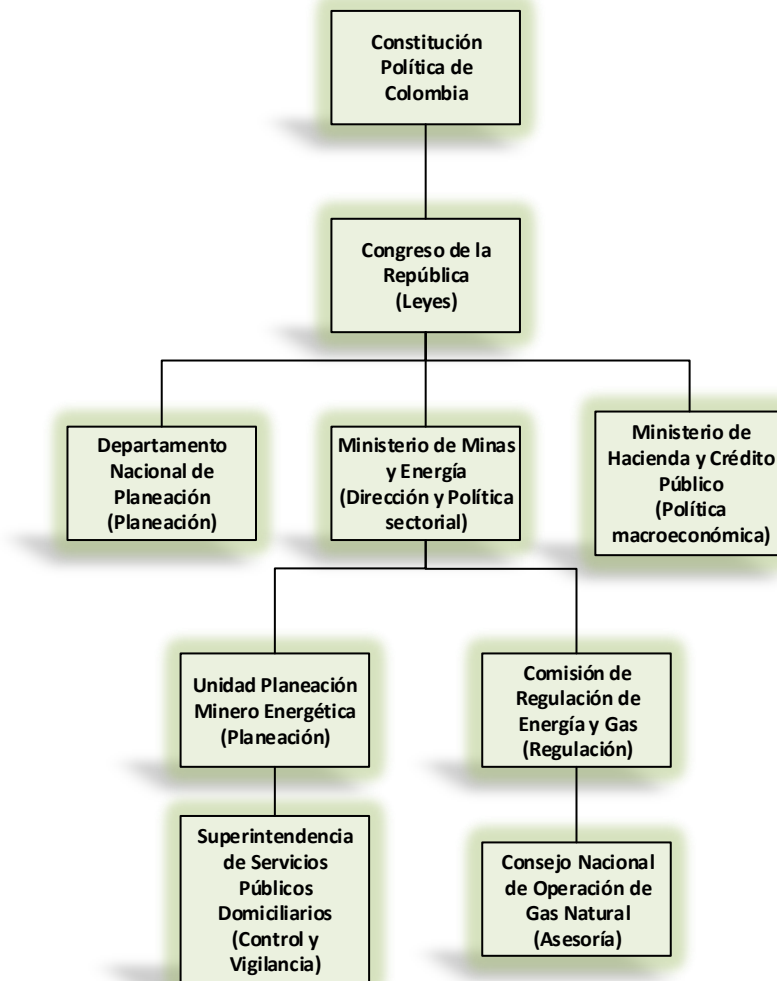 Constitución
Política de
Colombia
Congreso de la
República
(Leyes)
Departamento
Nacional de
Planeación
(Planeación)
Ministerio de Minas
y Energía
(Dirección y Política
sectorial)
Ministerio de
Hacienda y Crédito
Público
(Política
macroeconómica)
Unidad Planeación
Minero Energética
(Planeación)
Comisión de
Regulación de
Energía y Gas
(Regulación)
Superintendencia
de Servicios
Públicos
Domiciliarios
(Control y
Vigilancia)
Consejo Nacional
de Operación de
Gas Natural
(Asesoría)